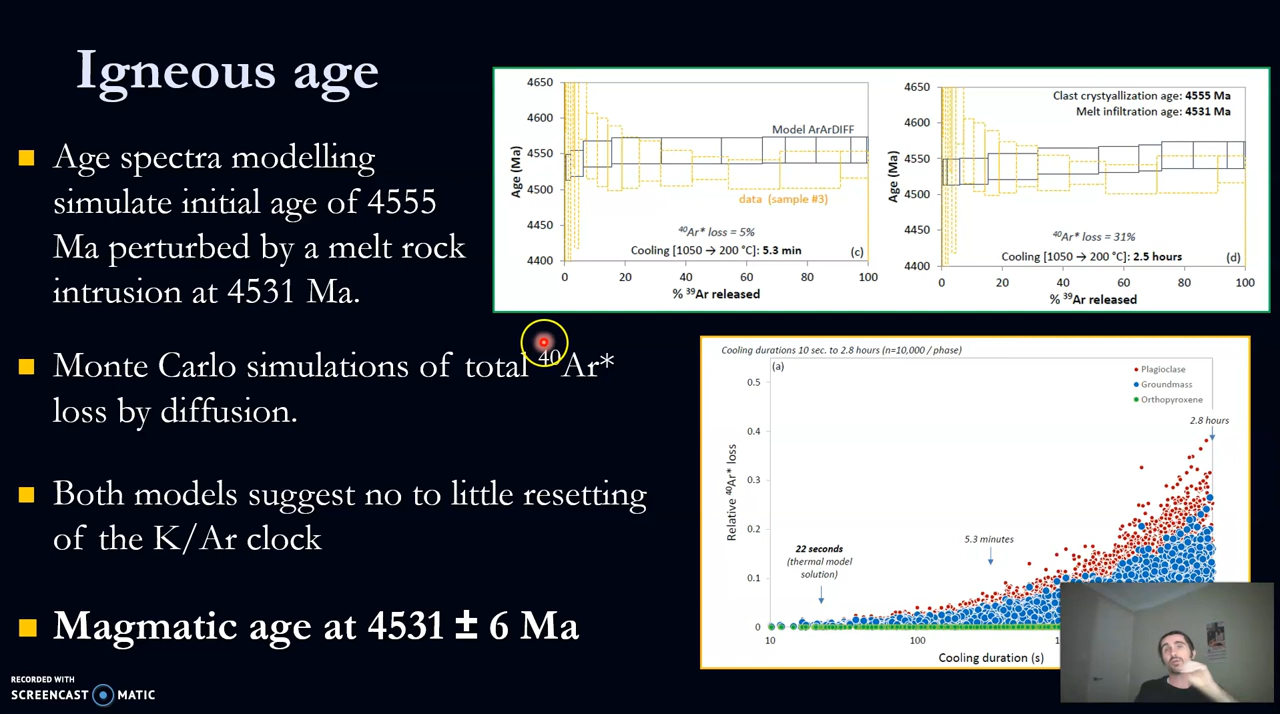 Igneous age
Age spectra modelling
simulate initial age of 4555
Ma perturbed by a melt rock
intrusion at 4531 Ma.
Monte Carlo simulations of total ⁴⁰Ar*
loss by diffusion.
Both models suggest no to little resetting
of the K/Ar clock
Magmatic age at 4531 ± 6 Ma
RECORDED WITH
SCREENCAST MATIC
4650
4600
4550
4500
4450
4400
Age (Ma)
Model ArArDIFF
data (sample #3)
⁴⁰Ar* loss = 5%
Cooling [1050 → 200 °C]: 5.3 min
(c)
0 20 40 60 80 100
% ³⁹Ar released
4650
4600
4550
4500
4450
4400
Age (Ma)
Clast crystyallization age: 4555 Ma
Melt infiltration age: 4531 Ma
⁴⁰Ar* loss = 31%
Cooling [1050 → 200 °C]: 2.5 hours
(d)
0 20 40 60 80 100
% ³⁹Ar released
Cooling durations 10 sec. to 2.8 hours (n=10,000 / phase)
(a)
Plagioclase
Groundmass
Orthopyroxene
2.8 hours
5.3 minutes
22 seconds
(thermal model
solution)
0.5
0.4
0.3
0.2
0.1
0
Relative ⁴⁰Ar* loss
10 100
Cooling duration (s)